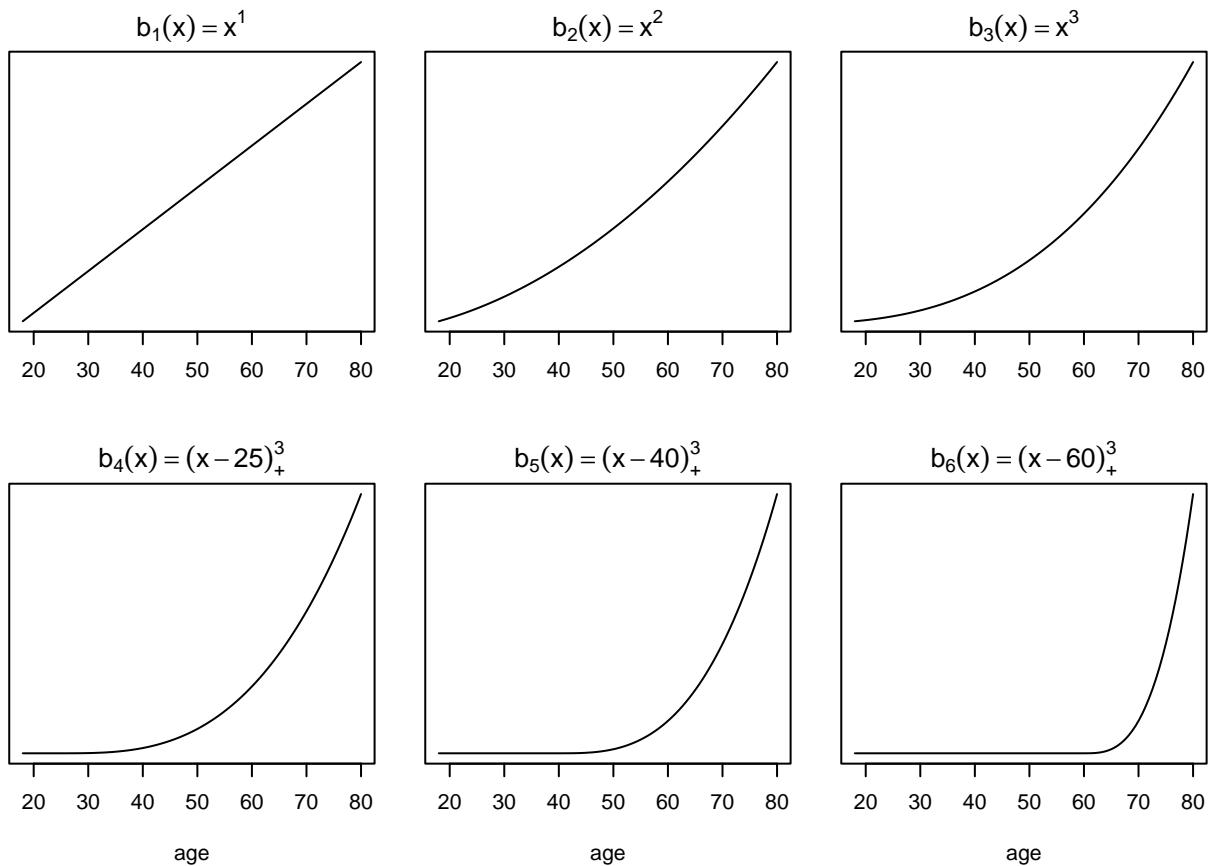 b₁(x) = x¹
b₂(x) = x²
b₃(x) = x³
20 30 40 50 60 70 80
20 30 40 50 60 70 80
20 30 40 50 60 70 80
b₄(x) = (x − 25)³₊
b₅(x) = (x − 40)³₊
b₆(x) = (x − 60)³₊
20 30 40 50 60 70 80
20 30 40 50 60 70 80
20 30 40 50 60 70 80
age
age
age